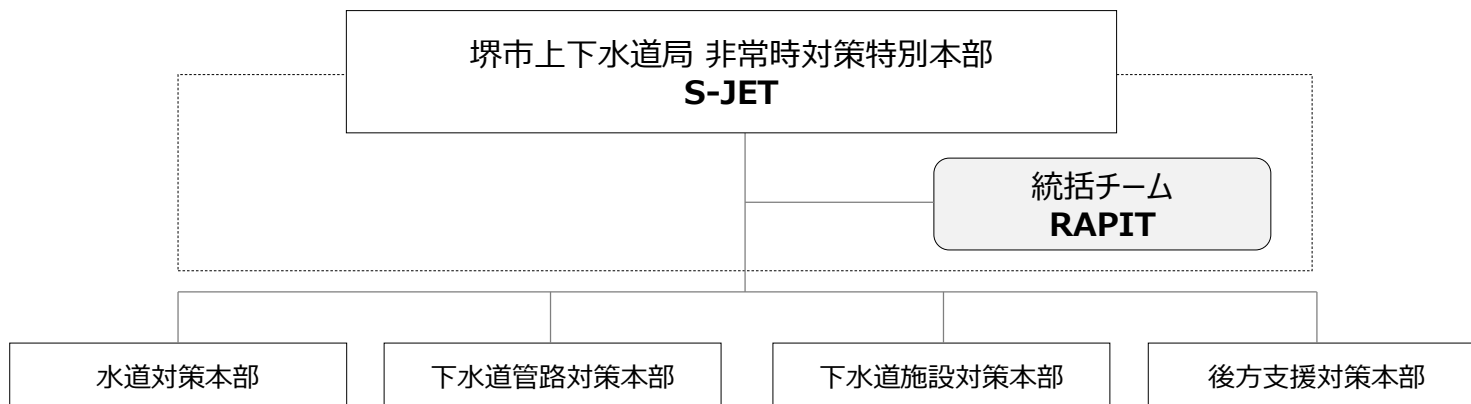 堺市上下水道局 非常時対策特別本部
S-JET
統括チーム
RAPIT
水道対策本部
下水道管路対策本部
下水道施設対策本部
後方支援対策本部